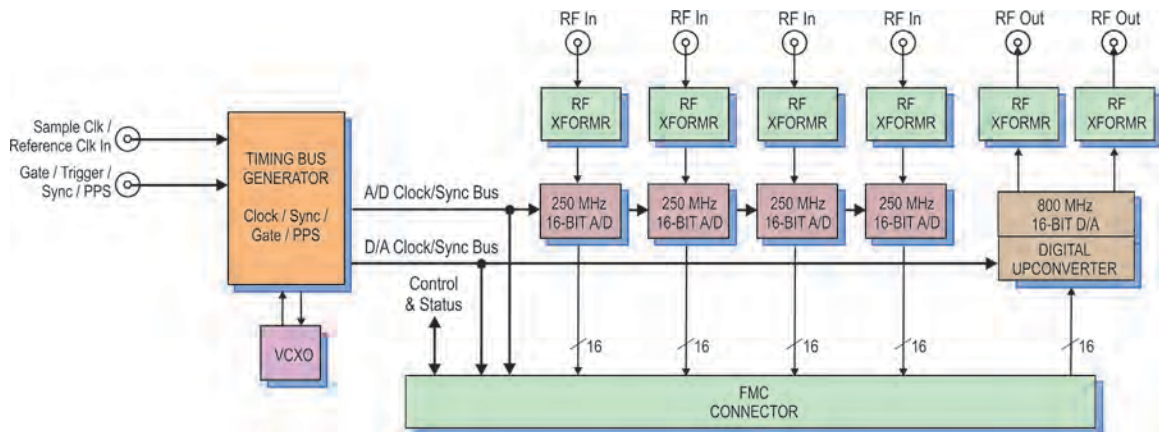 RF In
RF In
RF In
RF In
RF Out
RF Out
Sample Clk /
Reference Clk In
Gate / Trigger /
Sync / PPS
TIMING BUS
GENERATOR
Clock / Sync /
Gate / PPS
VCXO
A/D Clock/Sync Bus
D/A Clock/Sync Bus
Control
& Status
RF
XFORMR
RF
XFORMR
RF
XFORMR
RF
XFORMR
RF
XFORMR
RF
XFORMR
250 MHz
16-BIT A/D
250 MHz
16-BIT A/D
250 MHz
16-BIT A/D
250 MHz
16-BIT A/D
800 MHz
16-BIT D/A
DIGITAL
UPCONVERTER
16
16
16
16
16
FMC
CONNECTOR